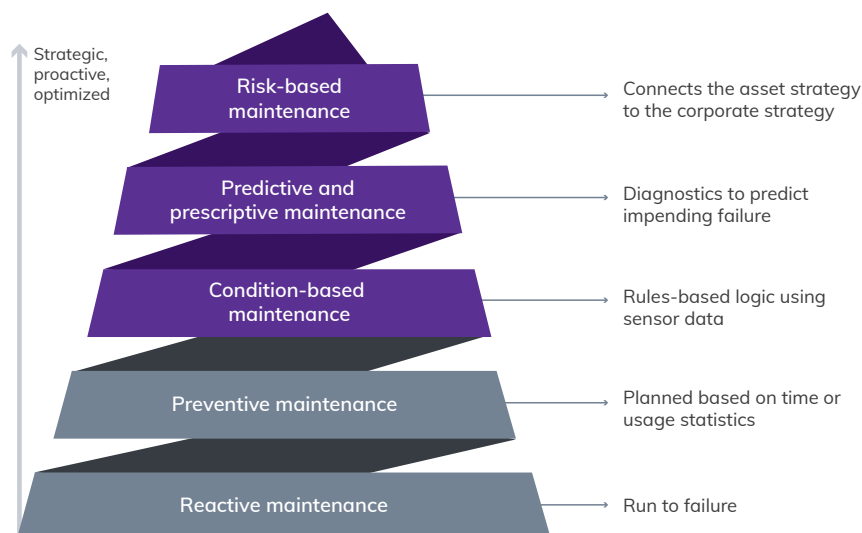 Strategic,
proactive,
optimized
Risk-based
maintenance
Connects the asset strategy
to the corporate strategy
Predictive and
prescriptive maintenance
Diagnostics to predict
impending failure
Condition-based
maintenance
Rules-based logic using
sensor data
Preventive maintenance
Planned based on time or
usage statistics
Reactive maintenance
Run to failure